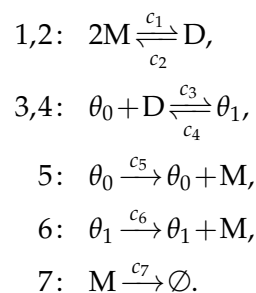 1,2: 2M ⇌ D, c₁ c₂
3,4: θ₀+D ⇌ θ₁, c₃ c₄
5: θ₀ —c₅→ θ₀+M,
6: θ₁ —c₆→ θ₁+M,
7: M —c₇→ ∅.